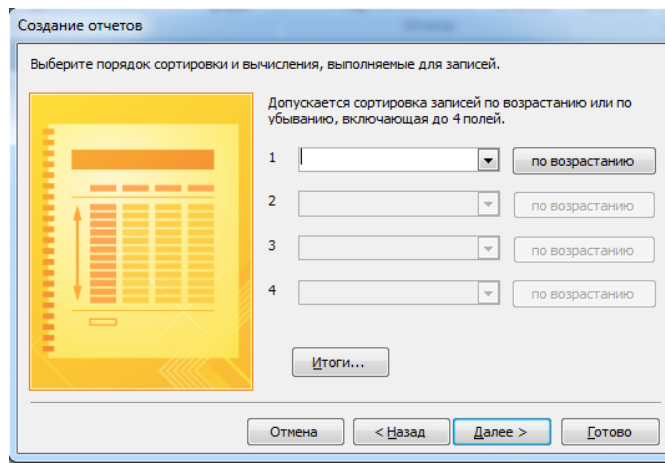 Создание отчетов
Выберите порядок сортировки и вычисления, выполняемые для записей.
Допускается сортировка записей по возрастанию или по
убыванию, включающая до 4 полей.
1 по возрастанию
2 по возрастанию
3 по возрастанию
4 по возрастанию
Итоги...
Отмена < Назад Далее > Готово